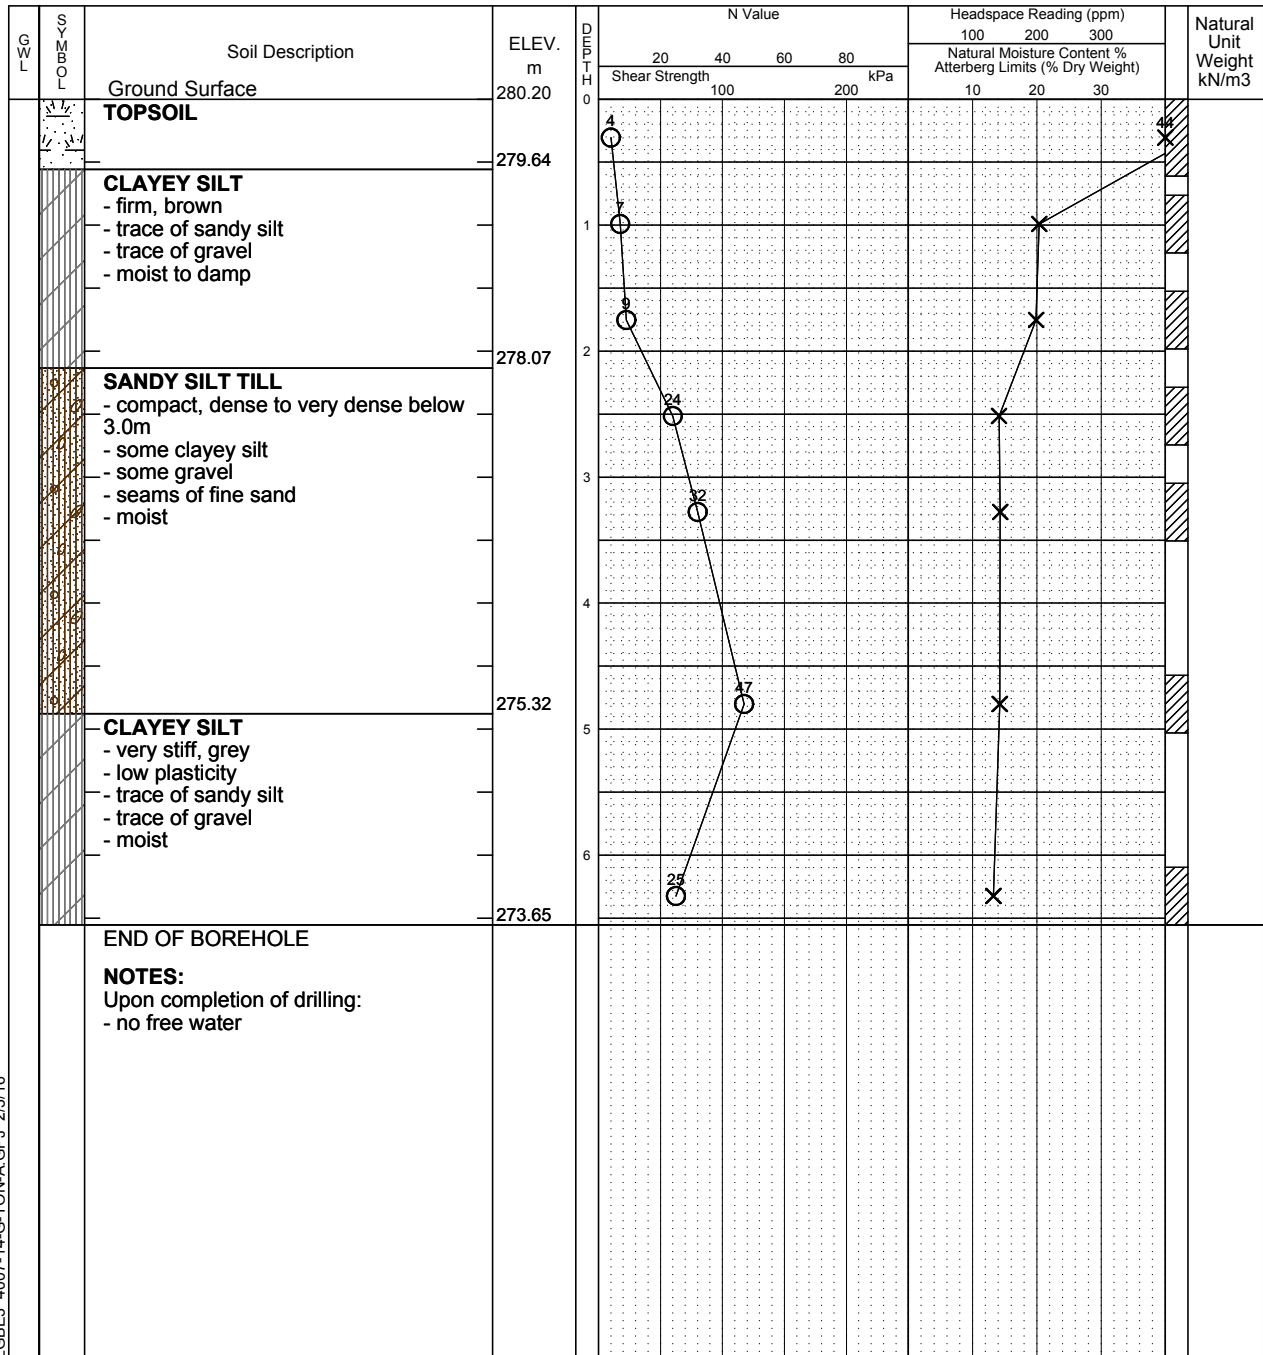 GWL
SYMBOL
Soil Description
Ground Surface
ELEV.
m
280.20
DEPTH
0
N Value
20 40 60 80
Shear Strength kPa
100 200
Headspace Reading (ppm)
100 200 300
Natural Moisture Content %
Atterberg Limits (% Dry Weight)
10 20 30
Natural
Unit
Weight
kN/m3
TOPSOIL
4
44
279.64
CLAYEY SILT
- firm, brown
- trace of sandy silt
- trace of gravel
- moist to damp
7
1
9
278.07
2
SANDY SILT TILL
- compact, dense to very dense below
3.0m
- some clayey silt
- some gravel
- seams of fine sand
- moist
24
3
32
4
47
275.32
CLAYEY SILT
- very stiff, grey
- low plasticity
- trace of sandy silt
- trace of gravel
- moist
5
6
25
273.65
END OF BOREHOLE
NOTES:
Upon completion of drilling:
- no free water